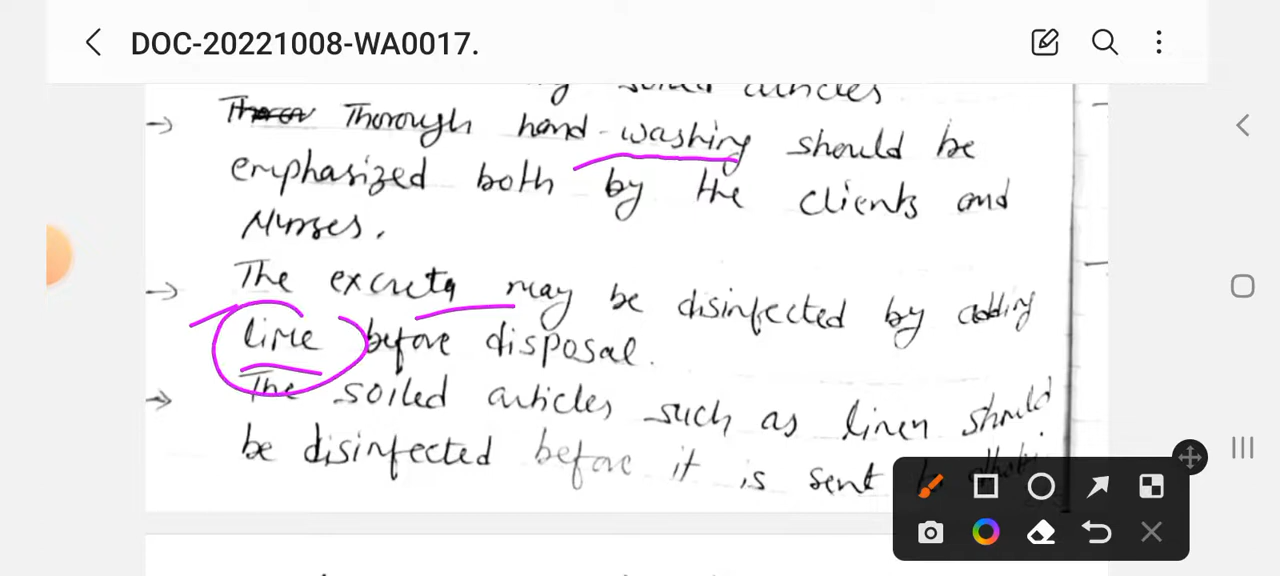 DOC-20221008-WA0017.
→ Thorough hand-washing should be
emphasized both by the clients and
Nurses.
→ The excreta may be disinfected by adding
lime before disposal.
→ The soiled articles such as linen should
be disinfected before it is sent